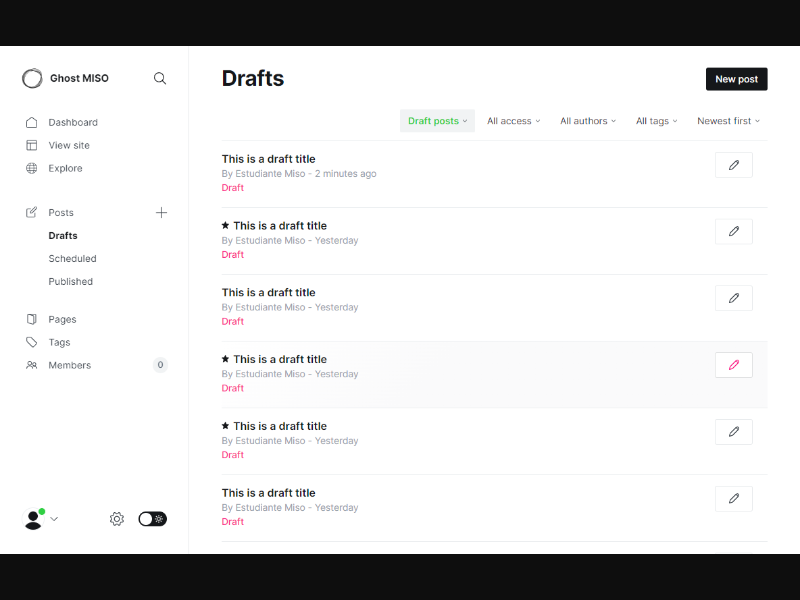 Ghost MISO
Dashboard
View site
Explore
Posts
Drafts
Scheduled
Published
Pages
Tags
Members 0
Drafts
New post
Draft posts All access All authors All tags Newest first
This is a draft title
By Estudiante Miso - 2 minutes ago
Draft
★ This is a draft title
By Estudiante Miso - Yesterday
Draft
This is a draft title
By Estudiante Miso - Yesterday
Draft
★ This is a draft title
By Estudiante Miso - Yesterday
Draft
★ This is a draft title
By Estudiante Miso - Yesterday
Draft
This is a draft title
By Estudiante Miso - Yesterday
Draft